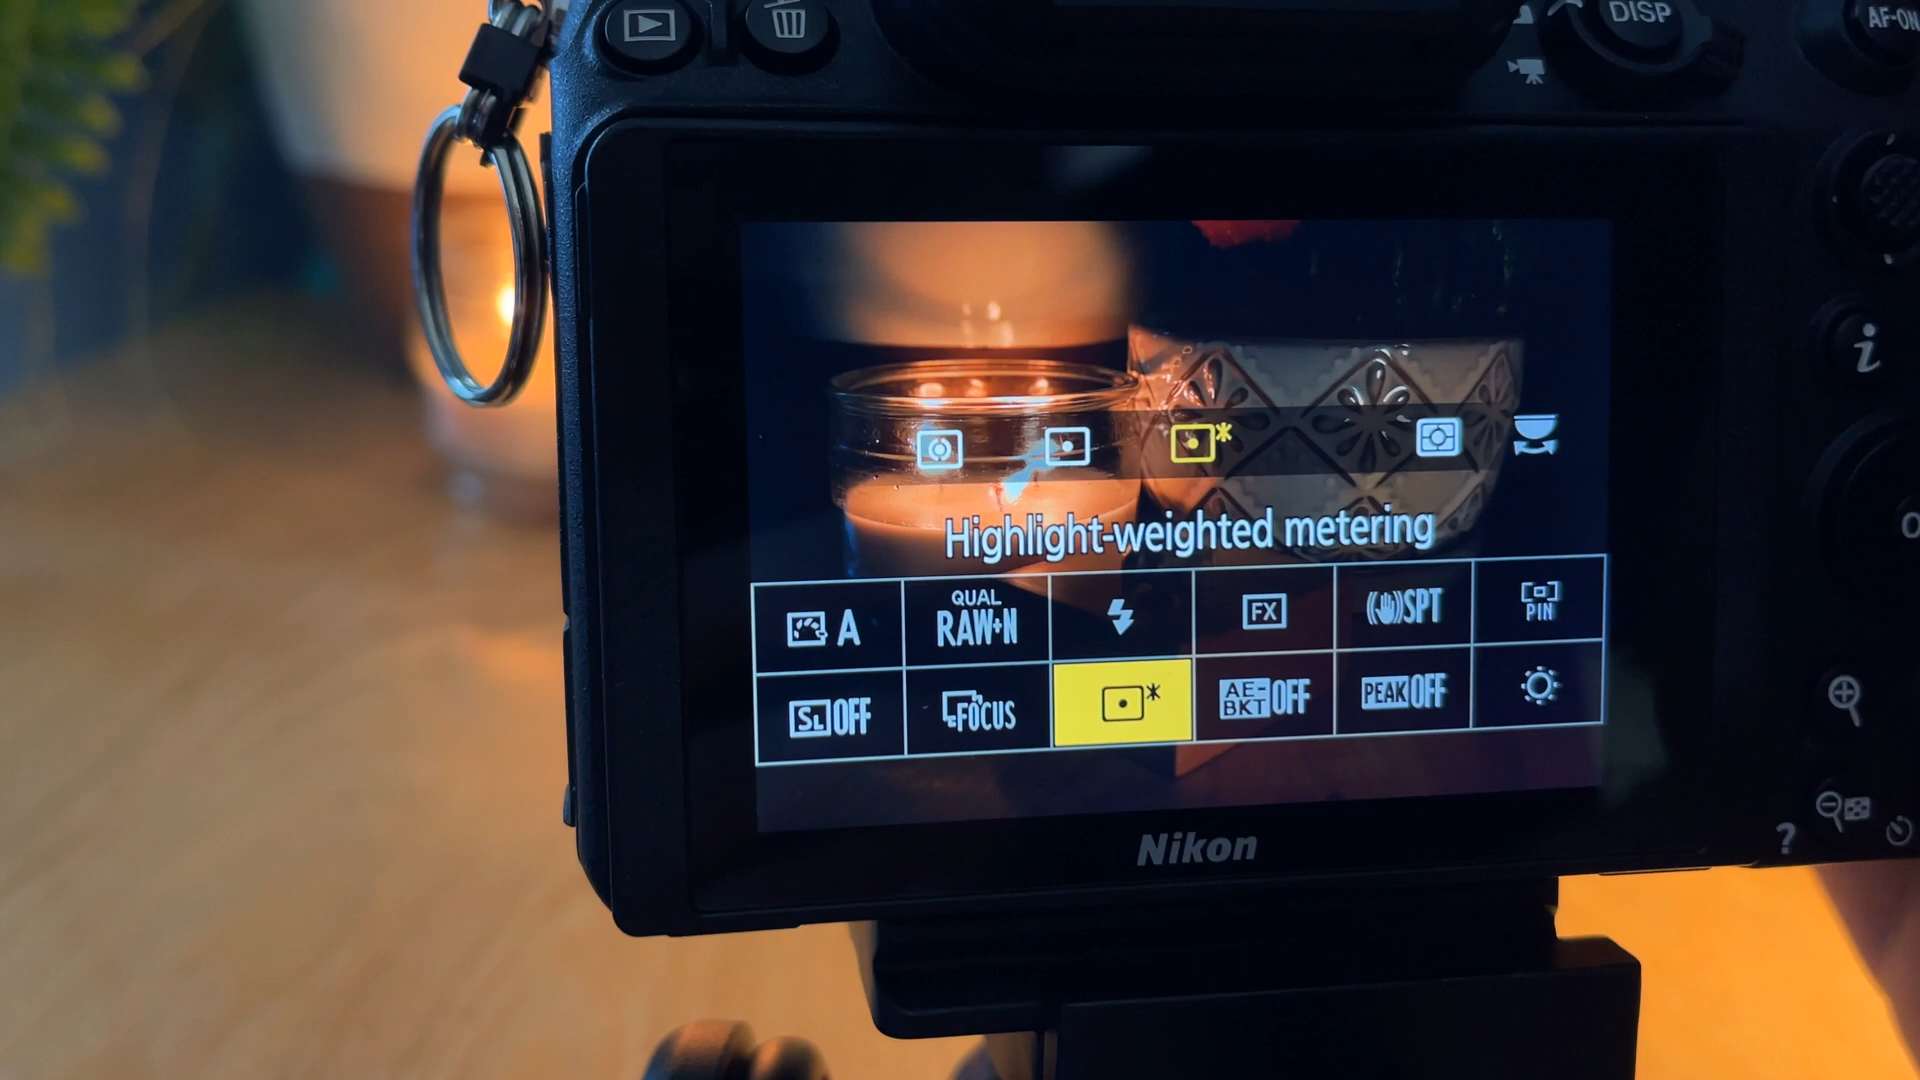 DISP
AF-ON
i
Highlight-weighted metering
A
QUAL
RAW+N
FX
SPT
PIN
SL OFF
FOCUS
AE-BKT OFF
PEAK OFF
Nikon
?